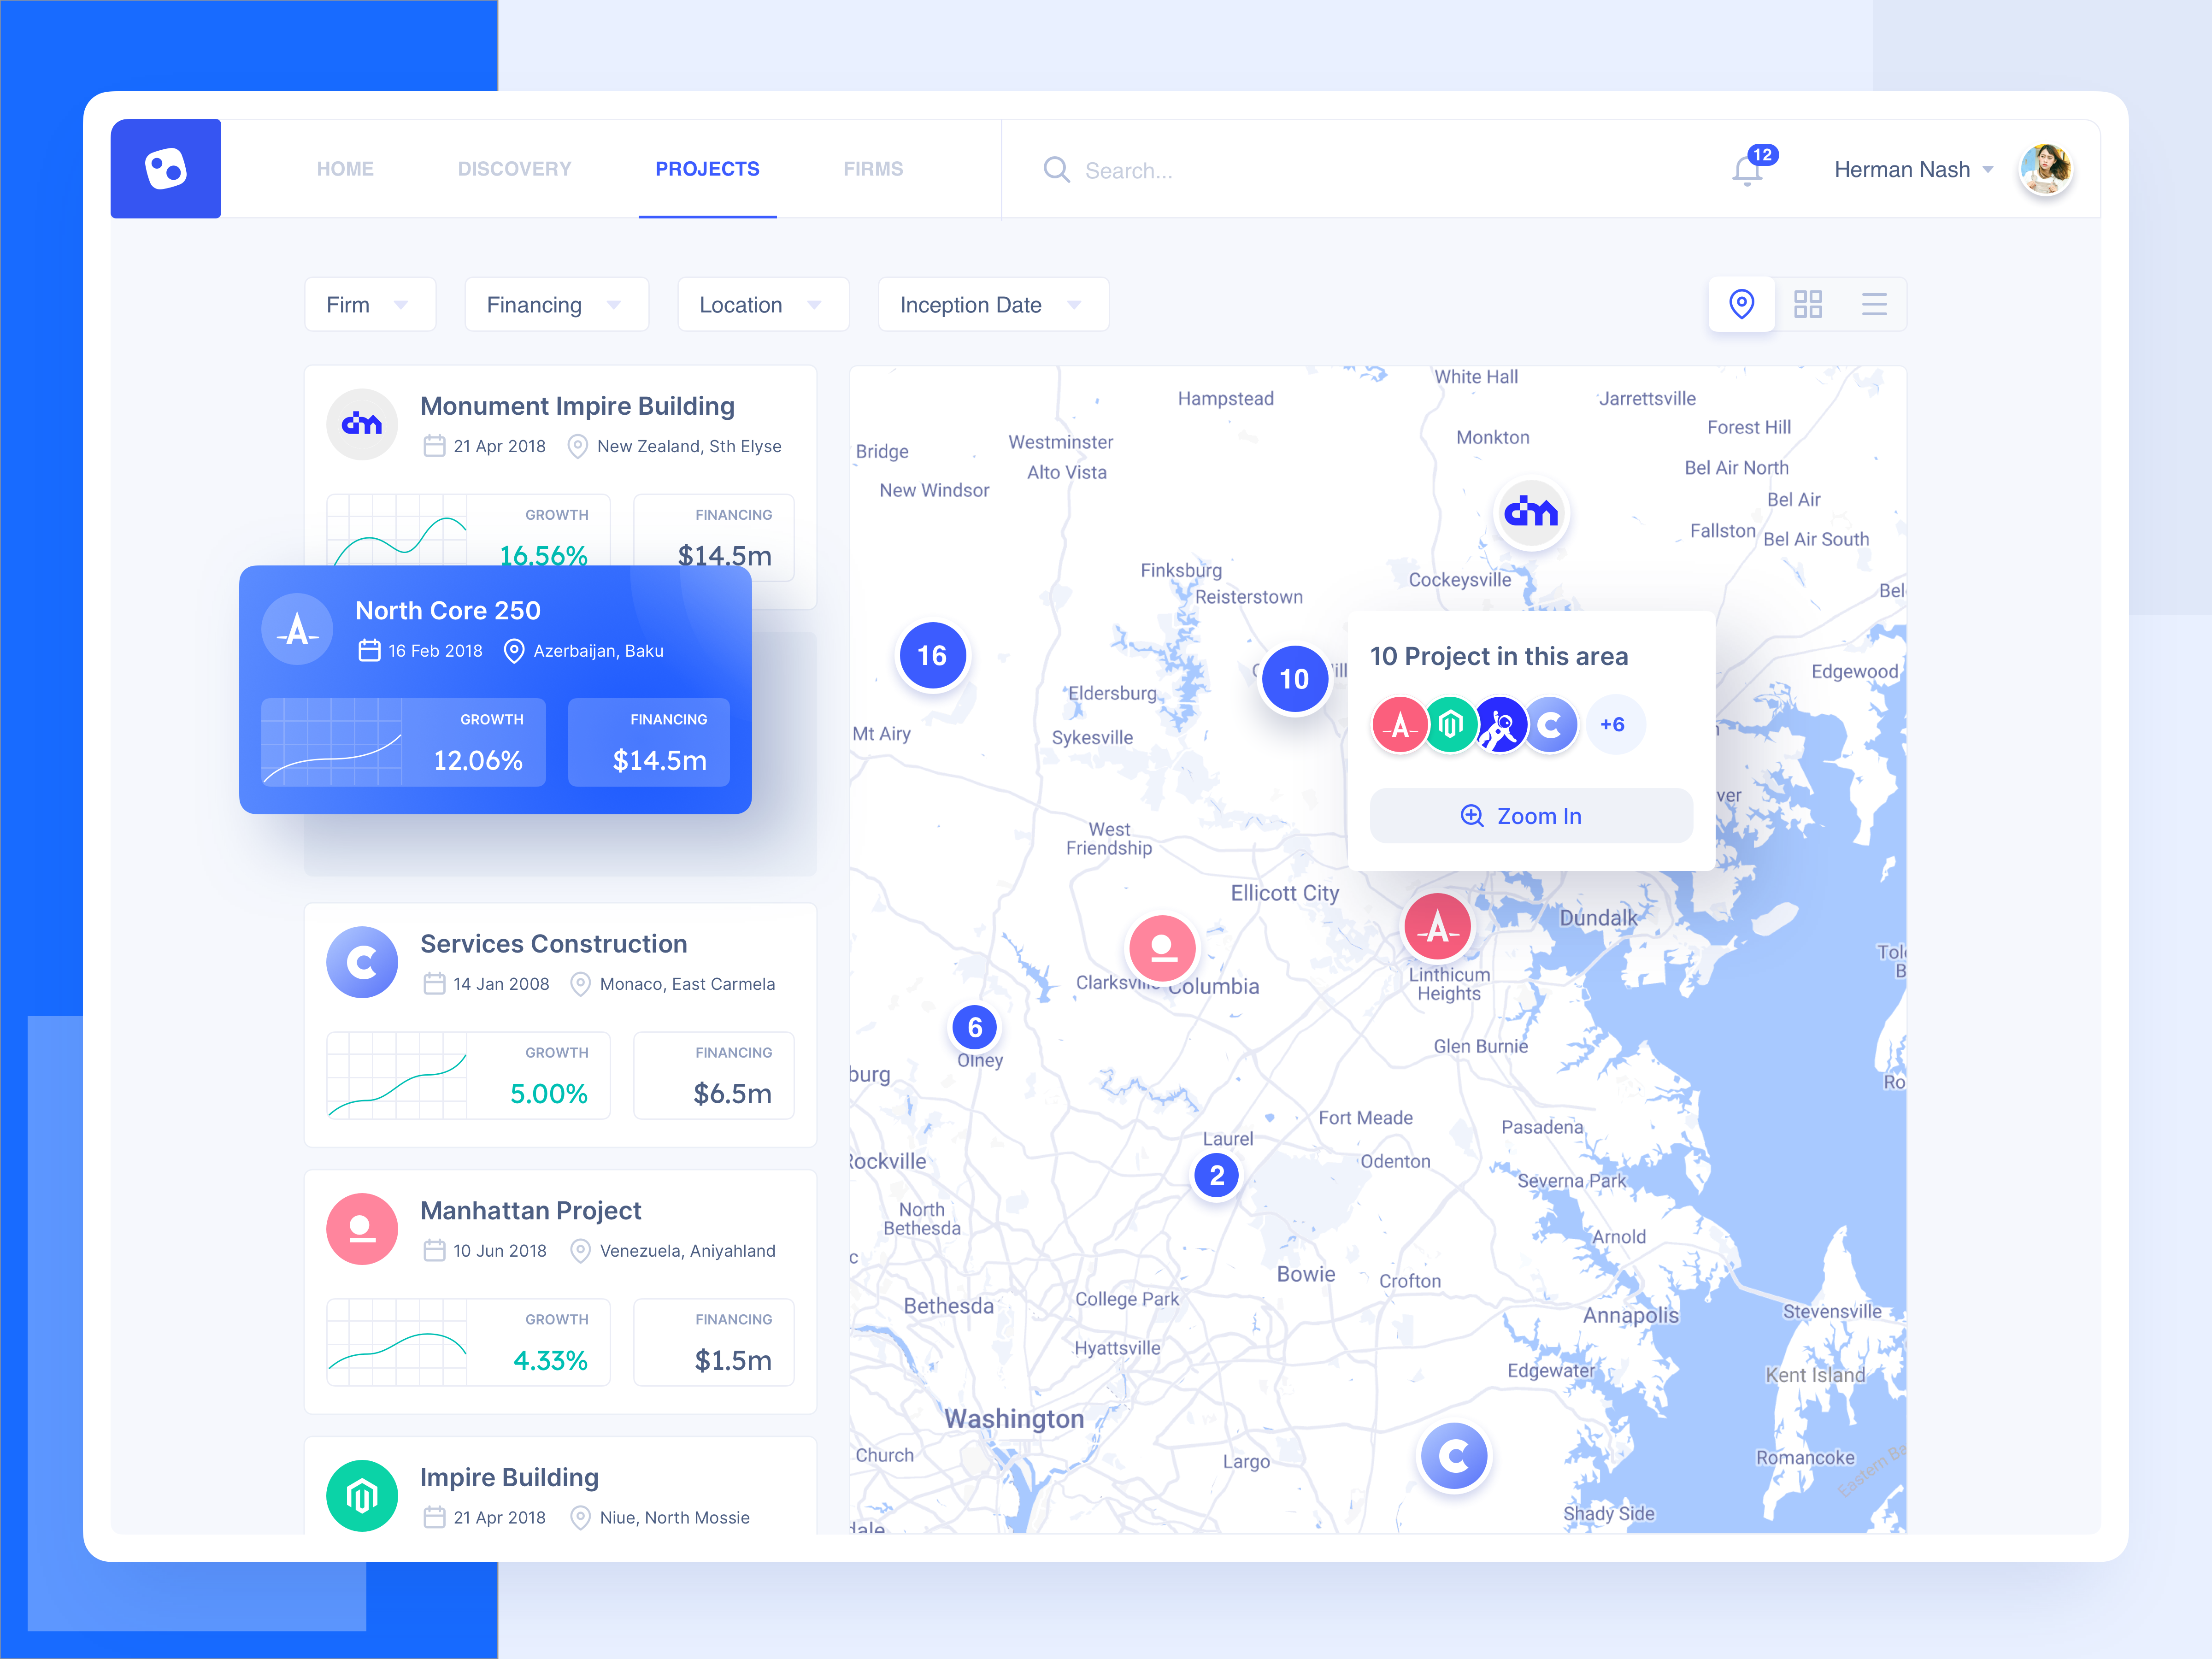 HOME
DISCOVERY
PROJECTS
FIRMS
Search...
12
Herman Nash
Firm
Financing
Location
Inception Date
Monument Impire Building
21 Apr 2018
New Zealand, Sth Elyse
GROWTH
16.56%
FINANCING
$14.5m
North Core 250
16 Feb 2018
Azerbaijan, Baku
GROWTH
12.06%
FINANCING
$14.5m
Services Construction
14 Jan 2008
Monaco, East Carmela
GROWTH
5.00%
FINANCING
$6.5m
Manhattan Project
10 Jun 2018
Venezuela, Aniyahland
GROWTH
4.33%
FINANCING
$1.5m
Impire Building
21 Apr 2018
Niue, North Mossie
White Hall
Hampstead
Jarrettsville
Forest Hill
Westminster
Monkton
Bridge
Alto Vista
Bel Air North
New Windsor
Bel Air
dm
Fallston
Bel Air South
Finksburg
Cockeysville
Reisterstown
Bel
16
10
10 Project in this area
+6
Zoom In
Edgewood
Eldersburg
Mt Airy
Sykesville
ver
West
Friendship
Ellicott City
Dundalk
Clarksville
Columbia
Linthicum
Heights
6
Olney
Glen Burnie
burg
Fort Meade
Laurel
Pasadena
Rockville
Odenton
2
Severna Park
North
Bethesda
Arnold
Bowie
Crofton
Bethesda
College Park
Annapolis
Stevensville
Hyattsville
Edgewater
Kent Island
Washington
Church
Largo
Romancoke
Eastern Ba
Shady Side
dale